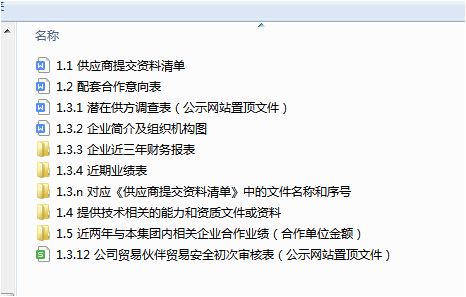 名称
1.1 供应商提交资料清单
1.2 配套合作意向表
1.3.1 潜在供方调查表（公示网站置顶文件）
1.3.2 企业简介及组织机构图
1.3.3 企业近三年财务报表
1.3.4 近期业绩表
1.3.n 对应《供应商提交资料清单》中的文件名称和序号
1.4 提供技术相关的能力和资质文件或资料
1.5 近两年与本集团内相关企业合作业绩（合作单位金额）
1.3.12 公司贸易伙伴贸易安全初次审核表（公示网站置顶文件）